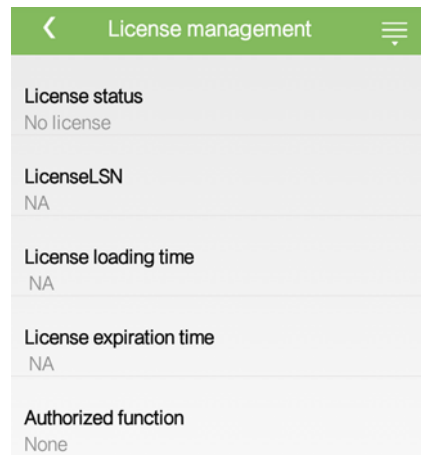 License management
License status
No license
LicenseLSN
NA
License loading time
NA
License expiration time
NA
Authorized function
None